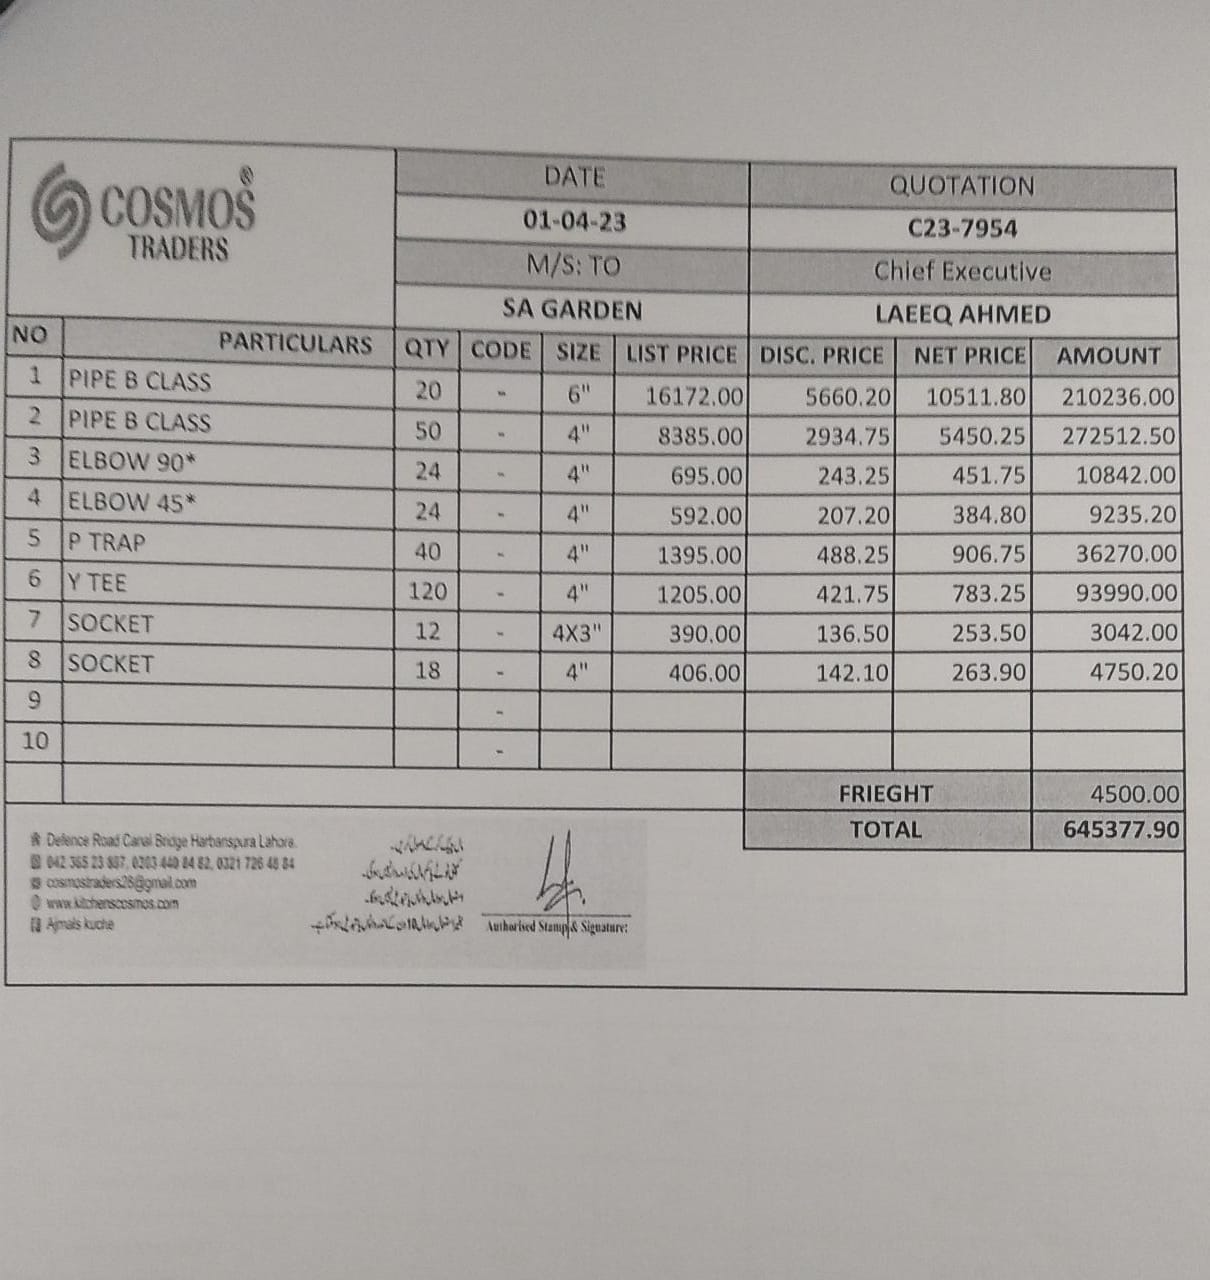 COSMOS®
TRADERS
DATE QUOTATION
01-04-23 C23-7954
M/S: TO Chief Executive
SA GARDEN LAEEQ AHMED
NO PARTICULARS QTY CODE SIZE LIST PRICE DISC. PRICE NET PRICE AMOUNT
1 PIPE B CLASS 20 - 6" 16172.00 5660.20 10511.80 210236.00
2 PIPE B CLASS 50 - 4" 8385.00 2934.75 5450.25 272512.50
3 ELBOW 90* 24 - 4" 695.00 243.25 451.75 10842.00
4 ELBOW 45* 24 - 4" 592.00 207.20 384.80 9235.20
5 P TRAP 40 - 4" 1395.00 488.25 906.75 36270.00
6 Y TEE 120 - 4" 1205.00 421.75 783.25 93990.00
7 SOCKET 12 - 4X3" 390.00 136.50 253.50 3042.00
8 SOCKET 18 - 4" 406.00 142.10 263.90 4750.20
9 -
10 -
FRIEGHT 4500.00
TOTAL 645377.90
Defence Road Canal Bridge Harbanspura Lahore.
042 365 23 887, 0303 440 84 82, 0321 726 48 84
cosmostraders26@gmail.com
www.kitchenscosmos.com
Ajmals kuche
Authorised Stamp & Signature: